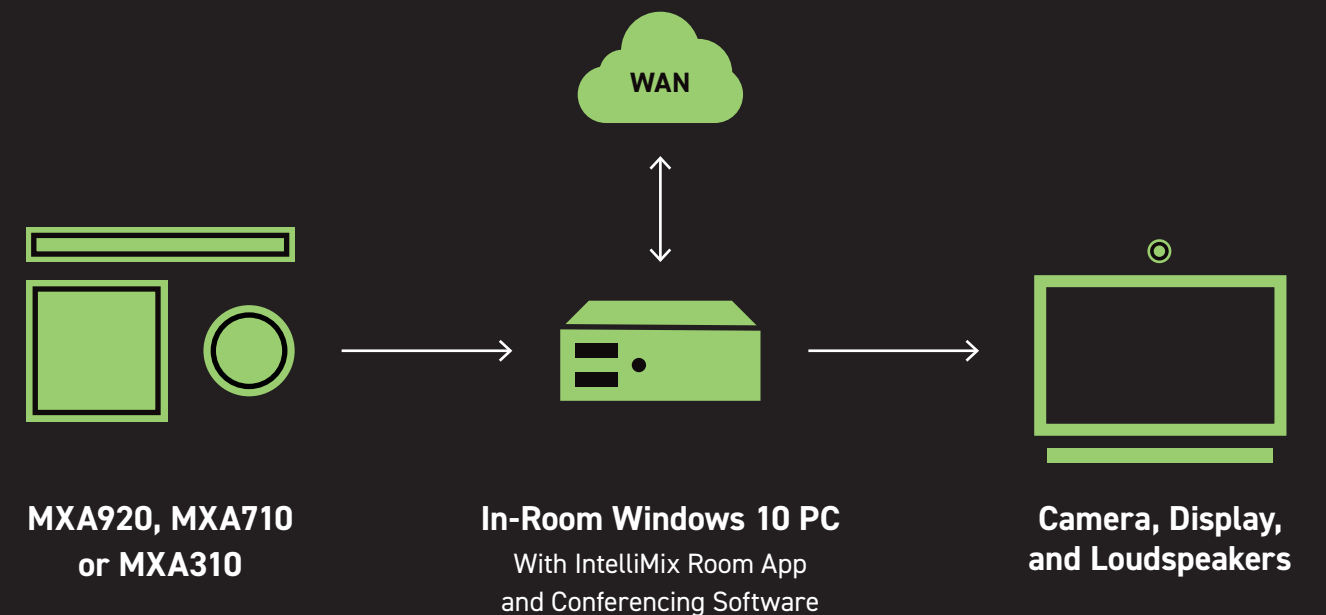 WAN
MXA920, MXA710
or MXA310
In-Room Windows 10 PC
With IntelliMix Room App
and Conferencing Software
Camera, Display,
and Loudspeakers